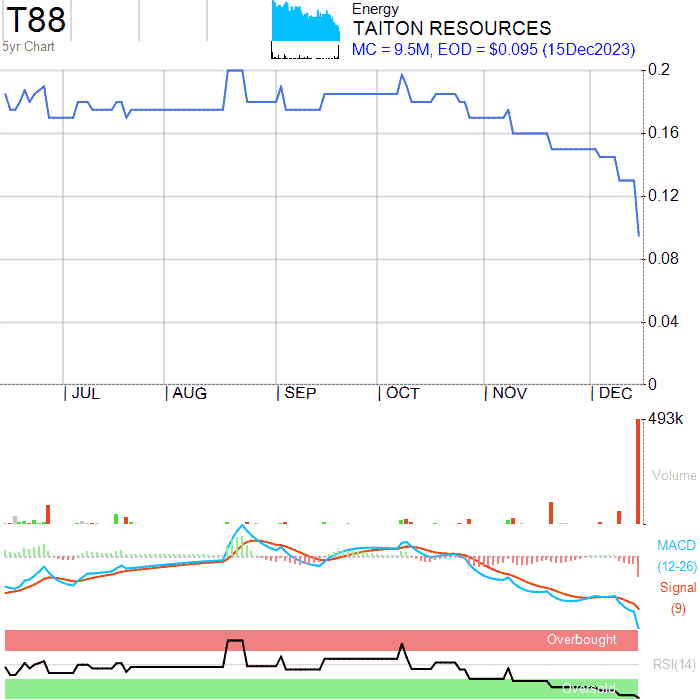 T88
5yr Chart
Energy
TAITON RESOURCES
MC = 9.5M, EOD = $0.095 (15Dec2023)
0.2
0.16
0.12
0.08
0.04
0
JUL AUG SEP OCT NOV DEC
493k
Volume
MACD
(12-26)
Signal
(9)
Overbought
RSI(14)
Oversold